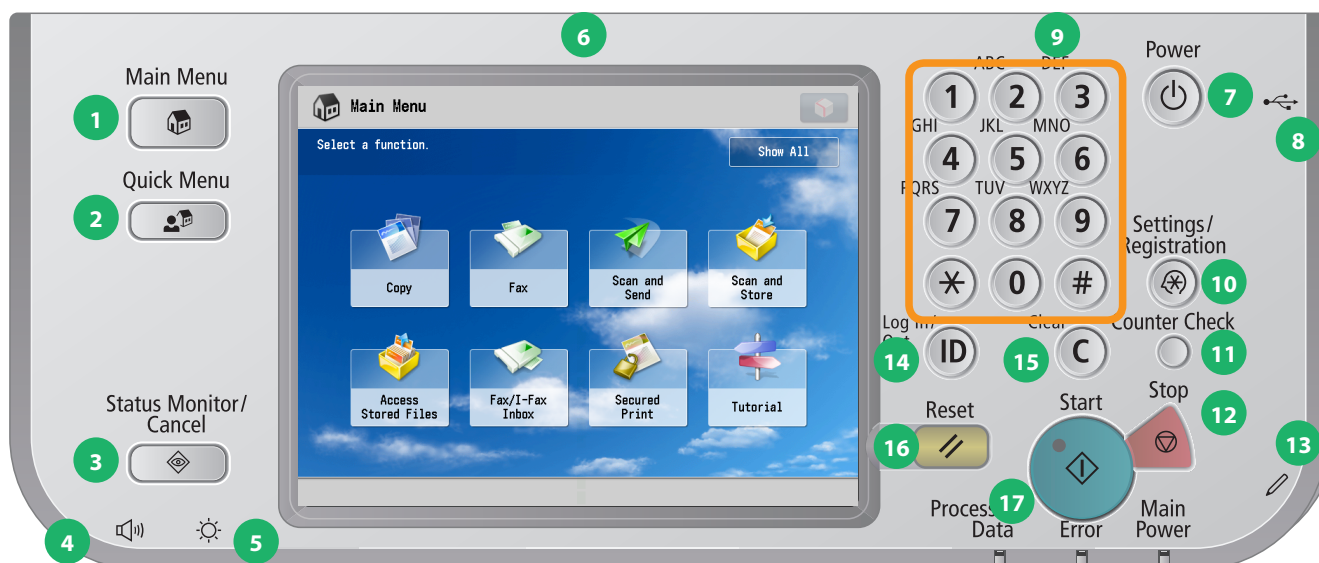 6
9
Main Menu
1
Quick Menu
2
Status Monitor/
Cancel
3
4
5
Main Menu
Select a function.
Show All
Copy
Fax
Scan and
Send
Scan and
Store
Access
Stored Files
Fax/I-Fax
Inbox
Secured
Print
Tutorial
ABC DEF
1 2 3
GHI JKL MNO
4 5 6
PQRS TUV WXYZ
7 8 9
* 0 #
Power
7
8
Settings/
Registration
10
Counter Check
11
Log In/
Out
14
ID
Clear
15
C
Stop
12
13
Reset
16
Start
17
Processing/
Data
Error
Main
Power